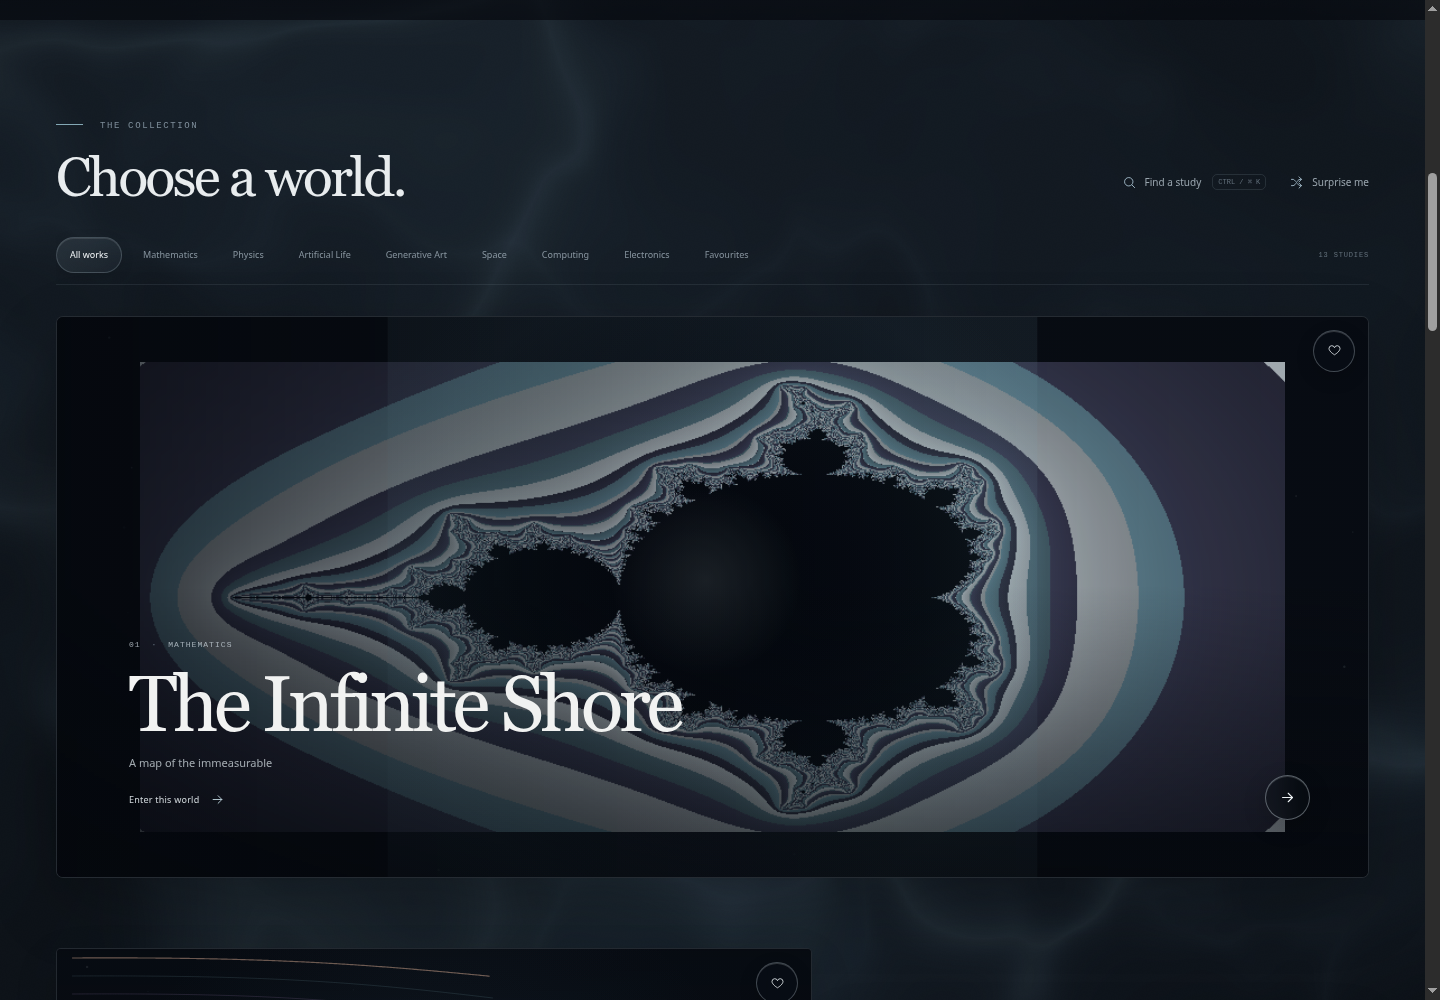 THE COLLECTION
Choose a world.
Find a study CTRL / ⌘ K Surprise me
All works Mathematics Physics Artificial Life Generative Art Space Computing Electronics Favourites 13 STUDIES
01 · MATHEMATICS
The Infinite Shore
A map of the immeasurable
Enter this world →